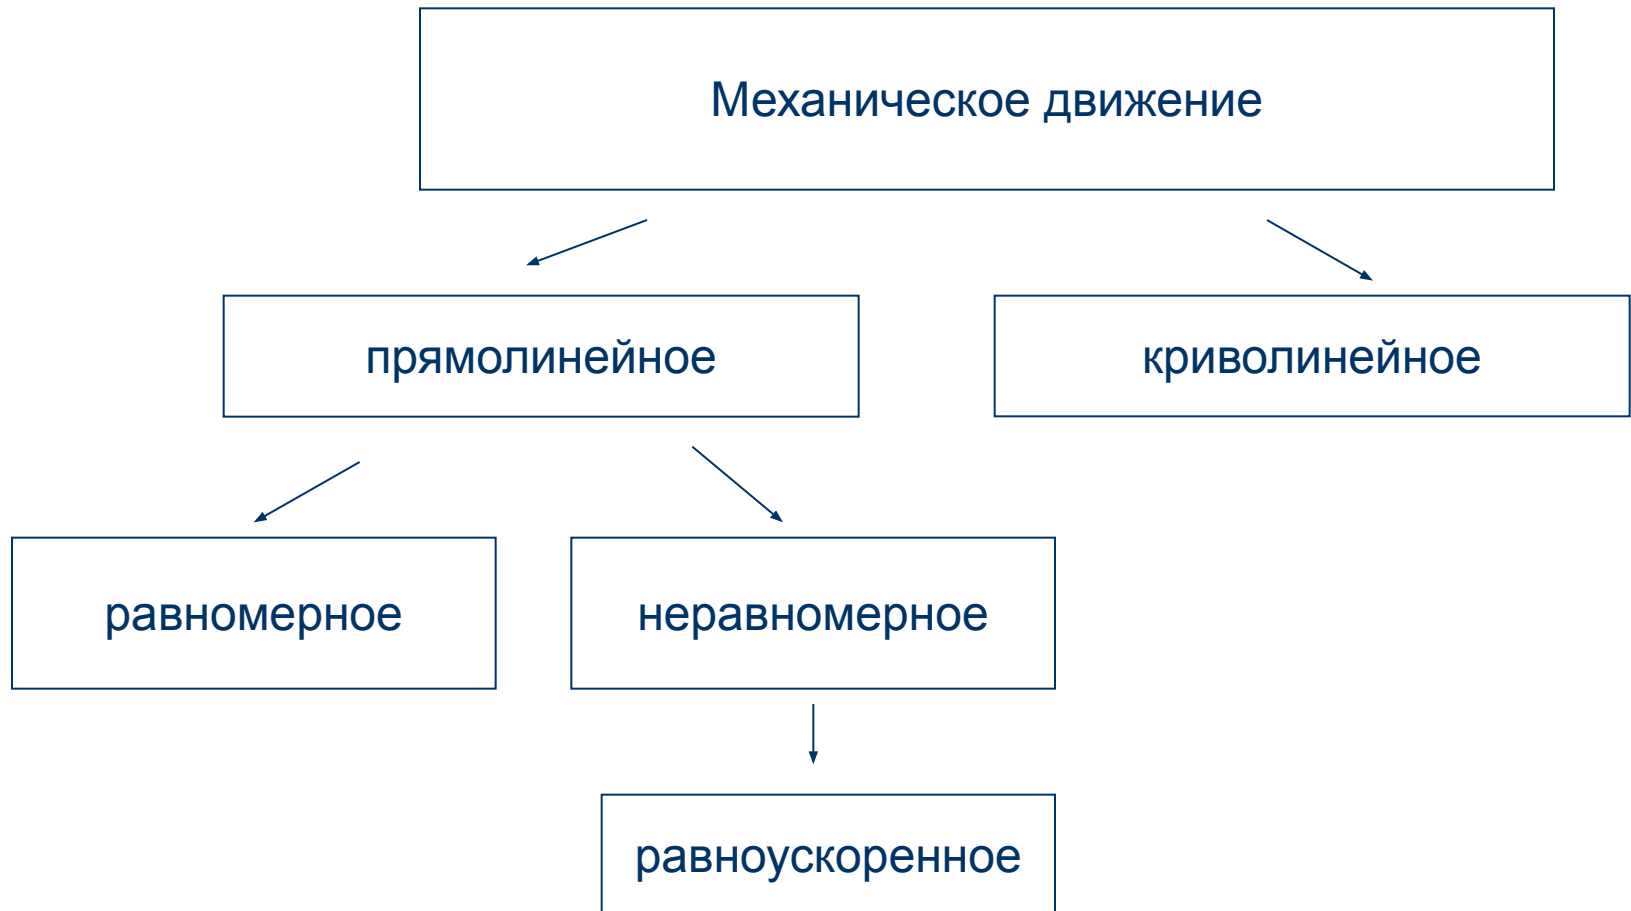 Механическое движение
прямолинейное
криволинейное
равномерное
неравномерное
равноускоренное